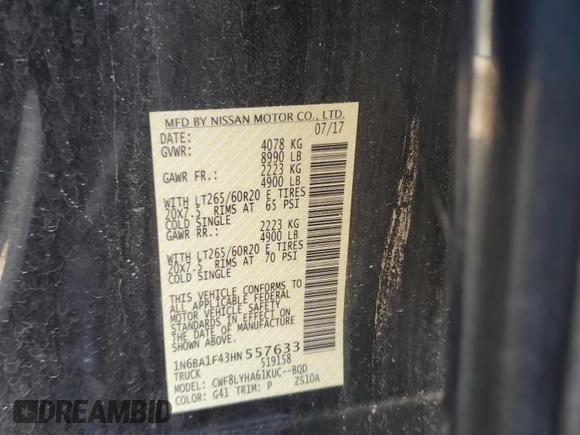 MFD BY NISSAN MOTOR CO., LTD.
DATE: 07/17
GVWR: 4078 KG
8990 LB
GAWR FR.: 2223 KG
4900 LB
WITH LT265/60R20 E TIRES
20X7.5 RIMS AT 65 PSI
COLD SINGLE
GAWR RR.: 2223 KG
4900 LB
WITH LT265/60R20 E TIRES
20X7.5 RIMS AT 70 PSI
COLD SINGLE
THIS VEHICLE CONFORMS TO
ALL APPLICABLE FEDERAL
MOTOR VEHICLE SAFETY
STANDARDS IN EFFECT ON
THE DATE OF MANUFACTURE
SHOWN ABOVE.
1N6BA1F43HN557633
TRUCK 519158
MODEL: CWF8LYHA61KUC--BQD
COLOR: G41 TRIM: P ZS10A
DREAMBID